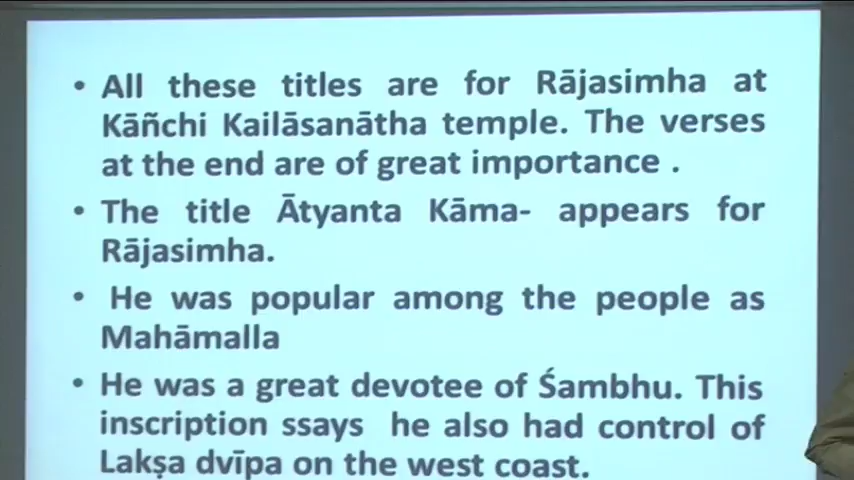 • All these titles are for Rājasimha at
Kāñchi Kailāsanātha temple. The verses
at the end are of great importance .
• The title Ātyanta Kāma- appears for
Rājasimha.
• He was popular among the people as
Mahāmalla
• He was a great devotee of Śambhu. This
inscription ssays he also had control of
Lakṣa dvīpa on the west coast.